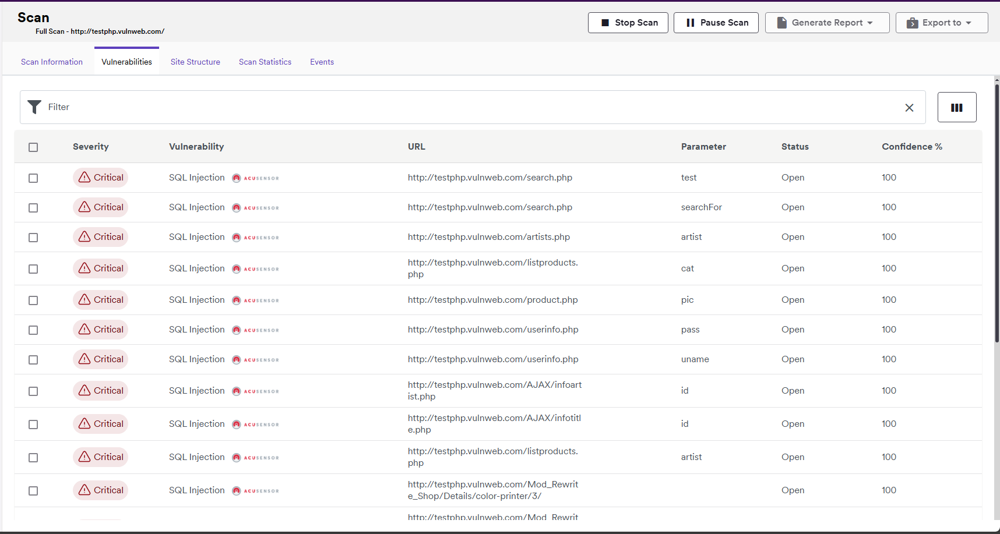 Scan
Full Scan - http://testphp.vulnweb.com/
Stop Scan
Pause Scan
Generate Report
Export to
Scan Information
Vulnerabilities
Site Structure
Scan Statistics
Events
Filter
Severity Vulnerability URL Parameter Status Confidence %
Critical SQL Injection ACUSENSOR http://testphp.vulnweb.com/search.php test Open 100
Critical SQL Injection ACUSENSOR http://testphp.vulnweb.com/search.php searchFor Open 100
Critical SQL Injection ACUSENSOR http://testphp.vulnweb.com/artists.php artist Open 100
Critical SQL Injection ACUSENSOR http://testphp.vulnweb.com/listproducts.
php cat Open 100
Critical SQL Injection ACUSENSOR http://testphp.vulnweb.com/product.php pic Open 100
Critical SQL Injection ACUSENSOR http://testphp.vulnweb.com/userinfo.php pass Open 100
Critical SQL Injection ACUSENSOR http://testphp.vulnweb.com/userinfo.php uname Open 100
Critical SQL Injection ACUSENSOR http://testphp.vulnweb.com/AJAX/infoart
ist.php id Open 100
Critical SQL Injection ACUSENSOR http://testphp.vulnweb.com/AJAX/infotitl
e.php id Open 100
Critical SQL Injection ACUSENSOR http://testphp.vulnweb.com/listproducts.
php artist Open 100
Critical SQL Injection ACUSENSOR http://testphp.vulnweb.com/Mod_Rewrit
e_Shop/Details/color-printer/3/ Open 100
http://testphp.vulnweb.com/Mod_Rewrit